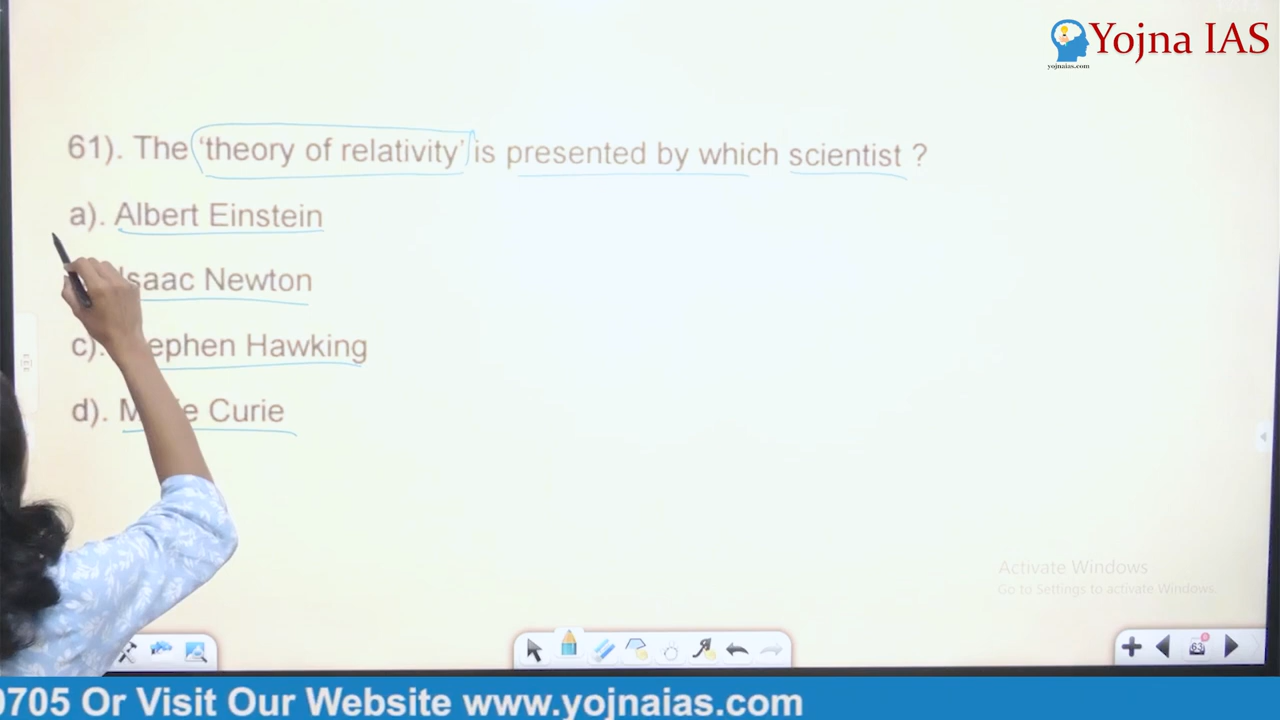 Yojna IAS
yojnaias.com
61). The ‘theory of relativity’ is presented by which scientist ?
a). Albert Einstein
Isaac Newton
c). Hawking
d). Curie
Activate Windows
Go to Settings to activate Windows.
63
0705 Or Visit Our Website www.yojnaias.com